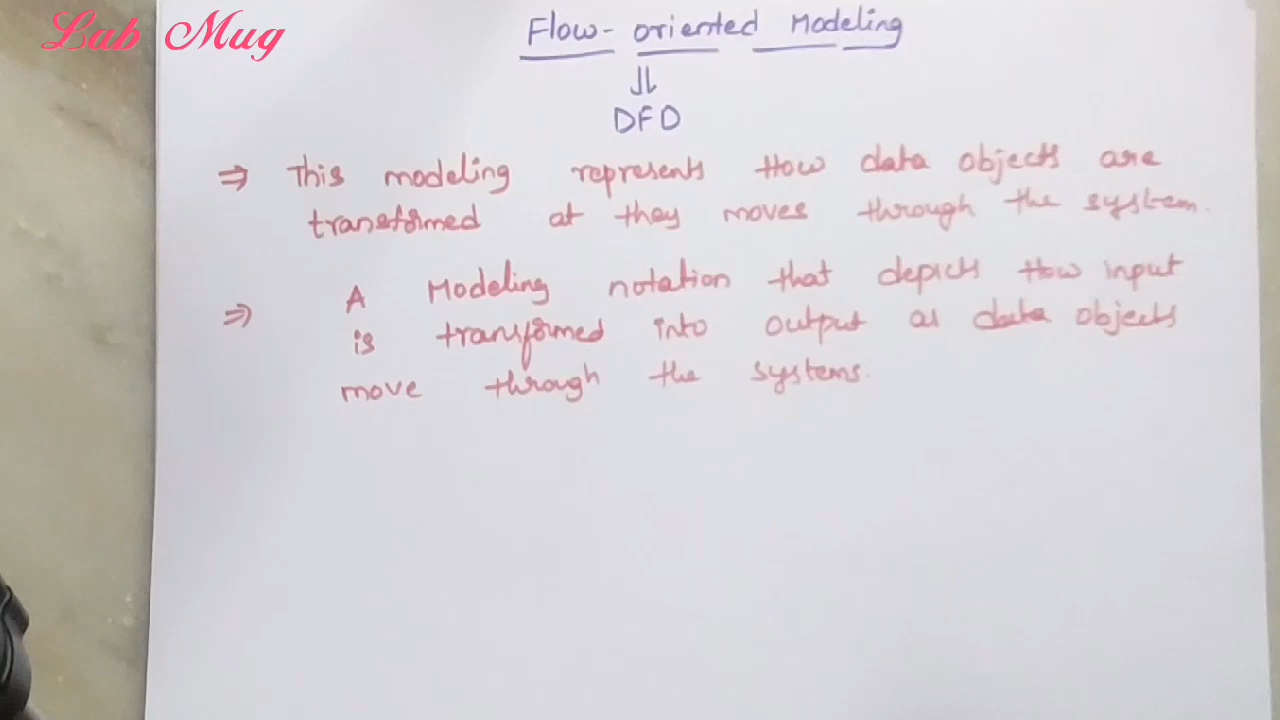 Lab Mug
Flow-oriented Modeling
⇓
DFD
⇒ This modeling represents How data objects are
transformed at they moves through the system.
⇒ A Modeling notation that depicts How input
is transformed into output as data objects
move through the systems.